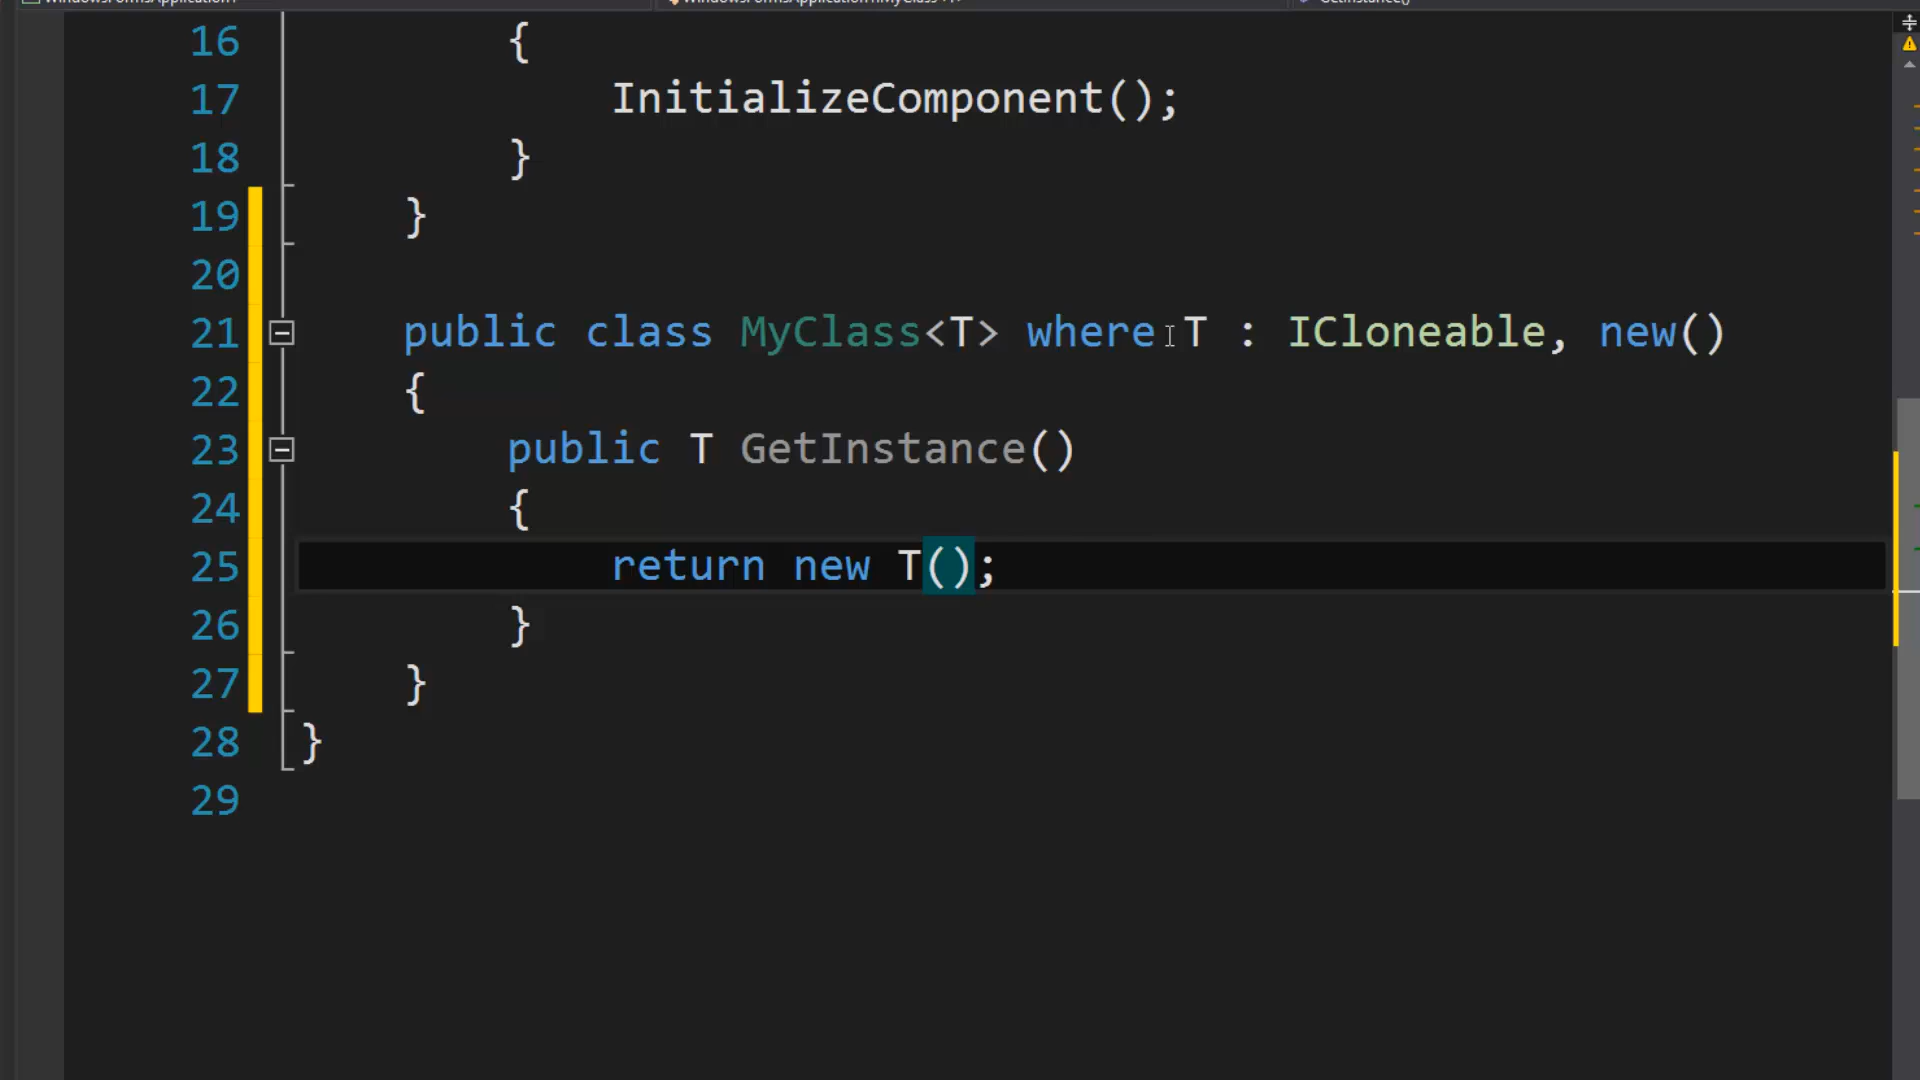 16 {
17 InitializeComponent();
18 }
19 }
20
21 public class MyClass<T> where T : ICloneable, new()
22 {
23 public T GetInstance()
24 {
25 return new T();
26 }
27 }
28 }
29